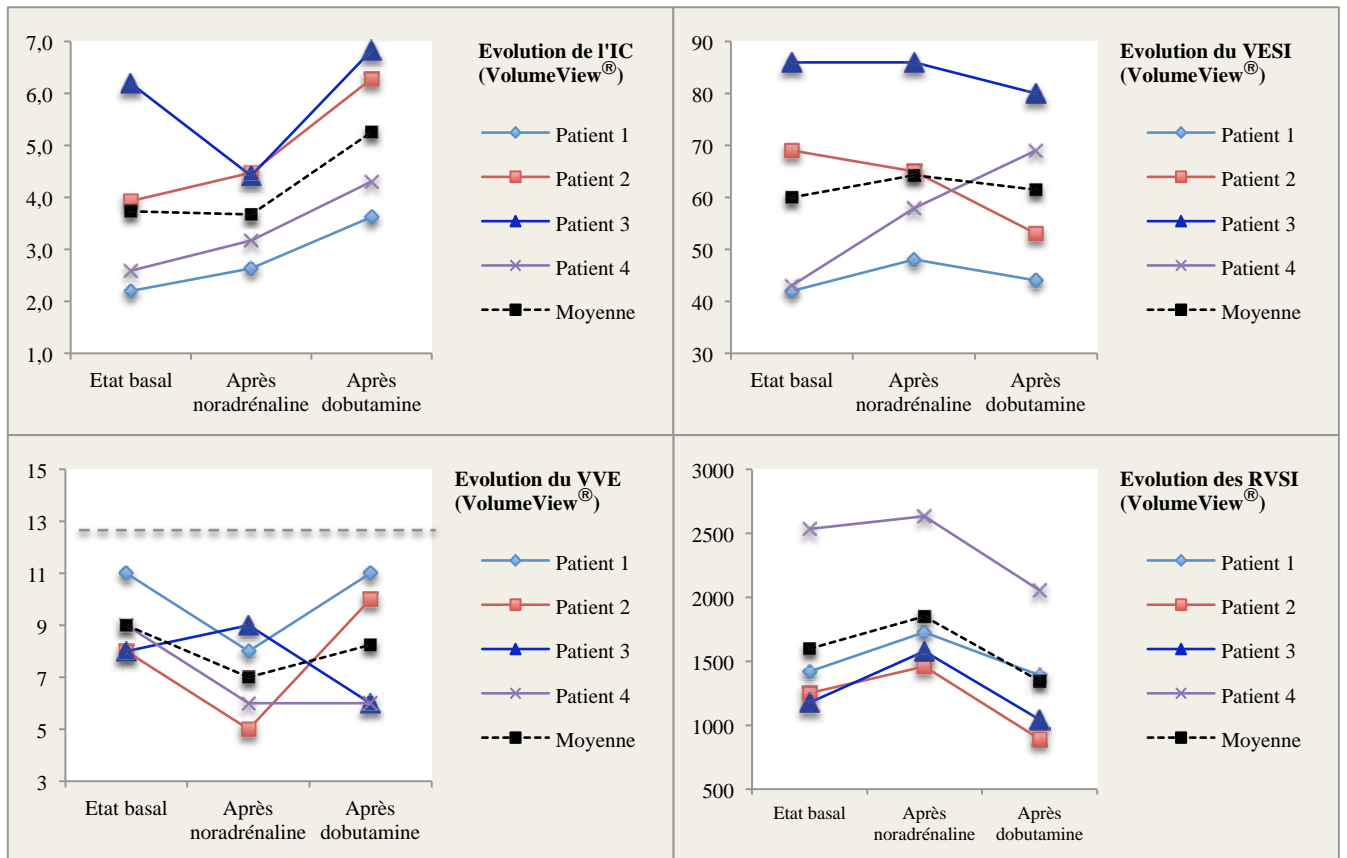 Evolution de l'IC
(VolumeView®)
7,0
6,0
5,0
4,0
3,0
2,0
1,0
Patient 1
Patient 2
Patient 3
Patient 4
Moyenne
Etat basal
Après
noradrénaline
Après
dobutamine
Evolution du VESI
(VolumeView®)
90
80
70
60
50
40
30
Patient 1
Patient 2
Patient 3
Patient 4
Moyenne
Etat basal
Après
noradrénaline
Après
dobutamine
Evolution du VVE
(VolumeView®)
15
13
11
9
7
5
3
Patient 1
Patient 2
Patient 3
Patient 4
Moyenne
Etat basal
Après
noradrénaline
Après
dobutamine
Evolution des RVSI
(VolumeView®)
3000
2500
2000
1500
1000
500
Patient 1
Patient 2
Patient 3
Patient 4
Moyenne
Etat basal
Après
noradrénaline
Après
dobutamine